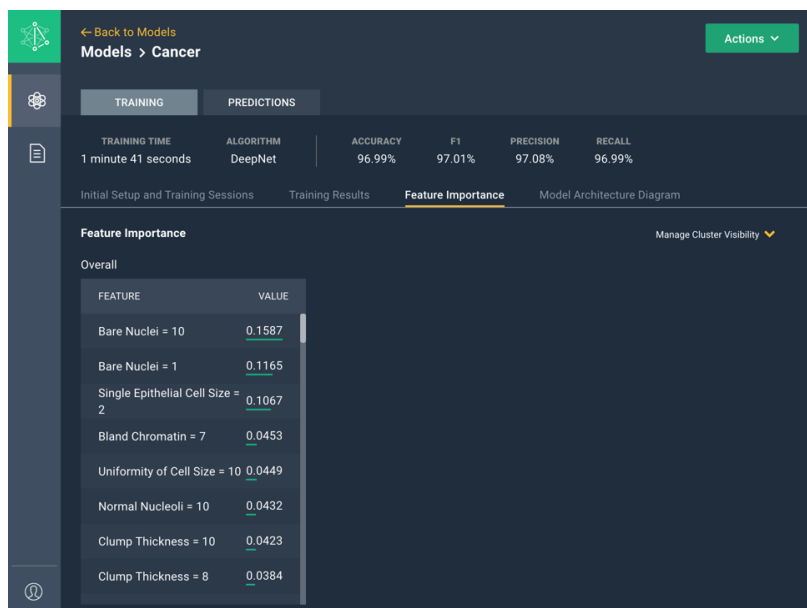 ← Back to Models
Models > Cancer
Actions
TRAINING PREDICTIONS
TRAINING TIME ALGORITHM ACCURACY F1 PRECISION RECALL
1 minute 41 seconds DeepNet 96.99% 97.01% 97.08% 96.99%
Initial Setup and Training Sessions Training Results Feature Importance Model Architecture Diagram
Feature Importance Manage Cluster Visibility
Overall
FEATURE VALUE
Bare Nuclei = 10 0.1587
Bare Nuclei = 1 0.1165
Single Epithelial Cell Size =
2 0.1067
Bland Chromatin = 7 0.0453
Uniformity of Cell Size = 10 0.0449
Normal Nucleoli = 10 0.0432
Clump Thickness = 10 0.0423
Clump Thickness = 8 0.0384